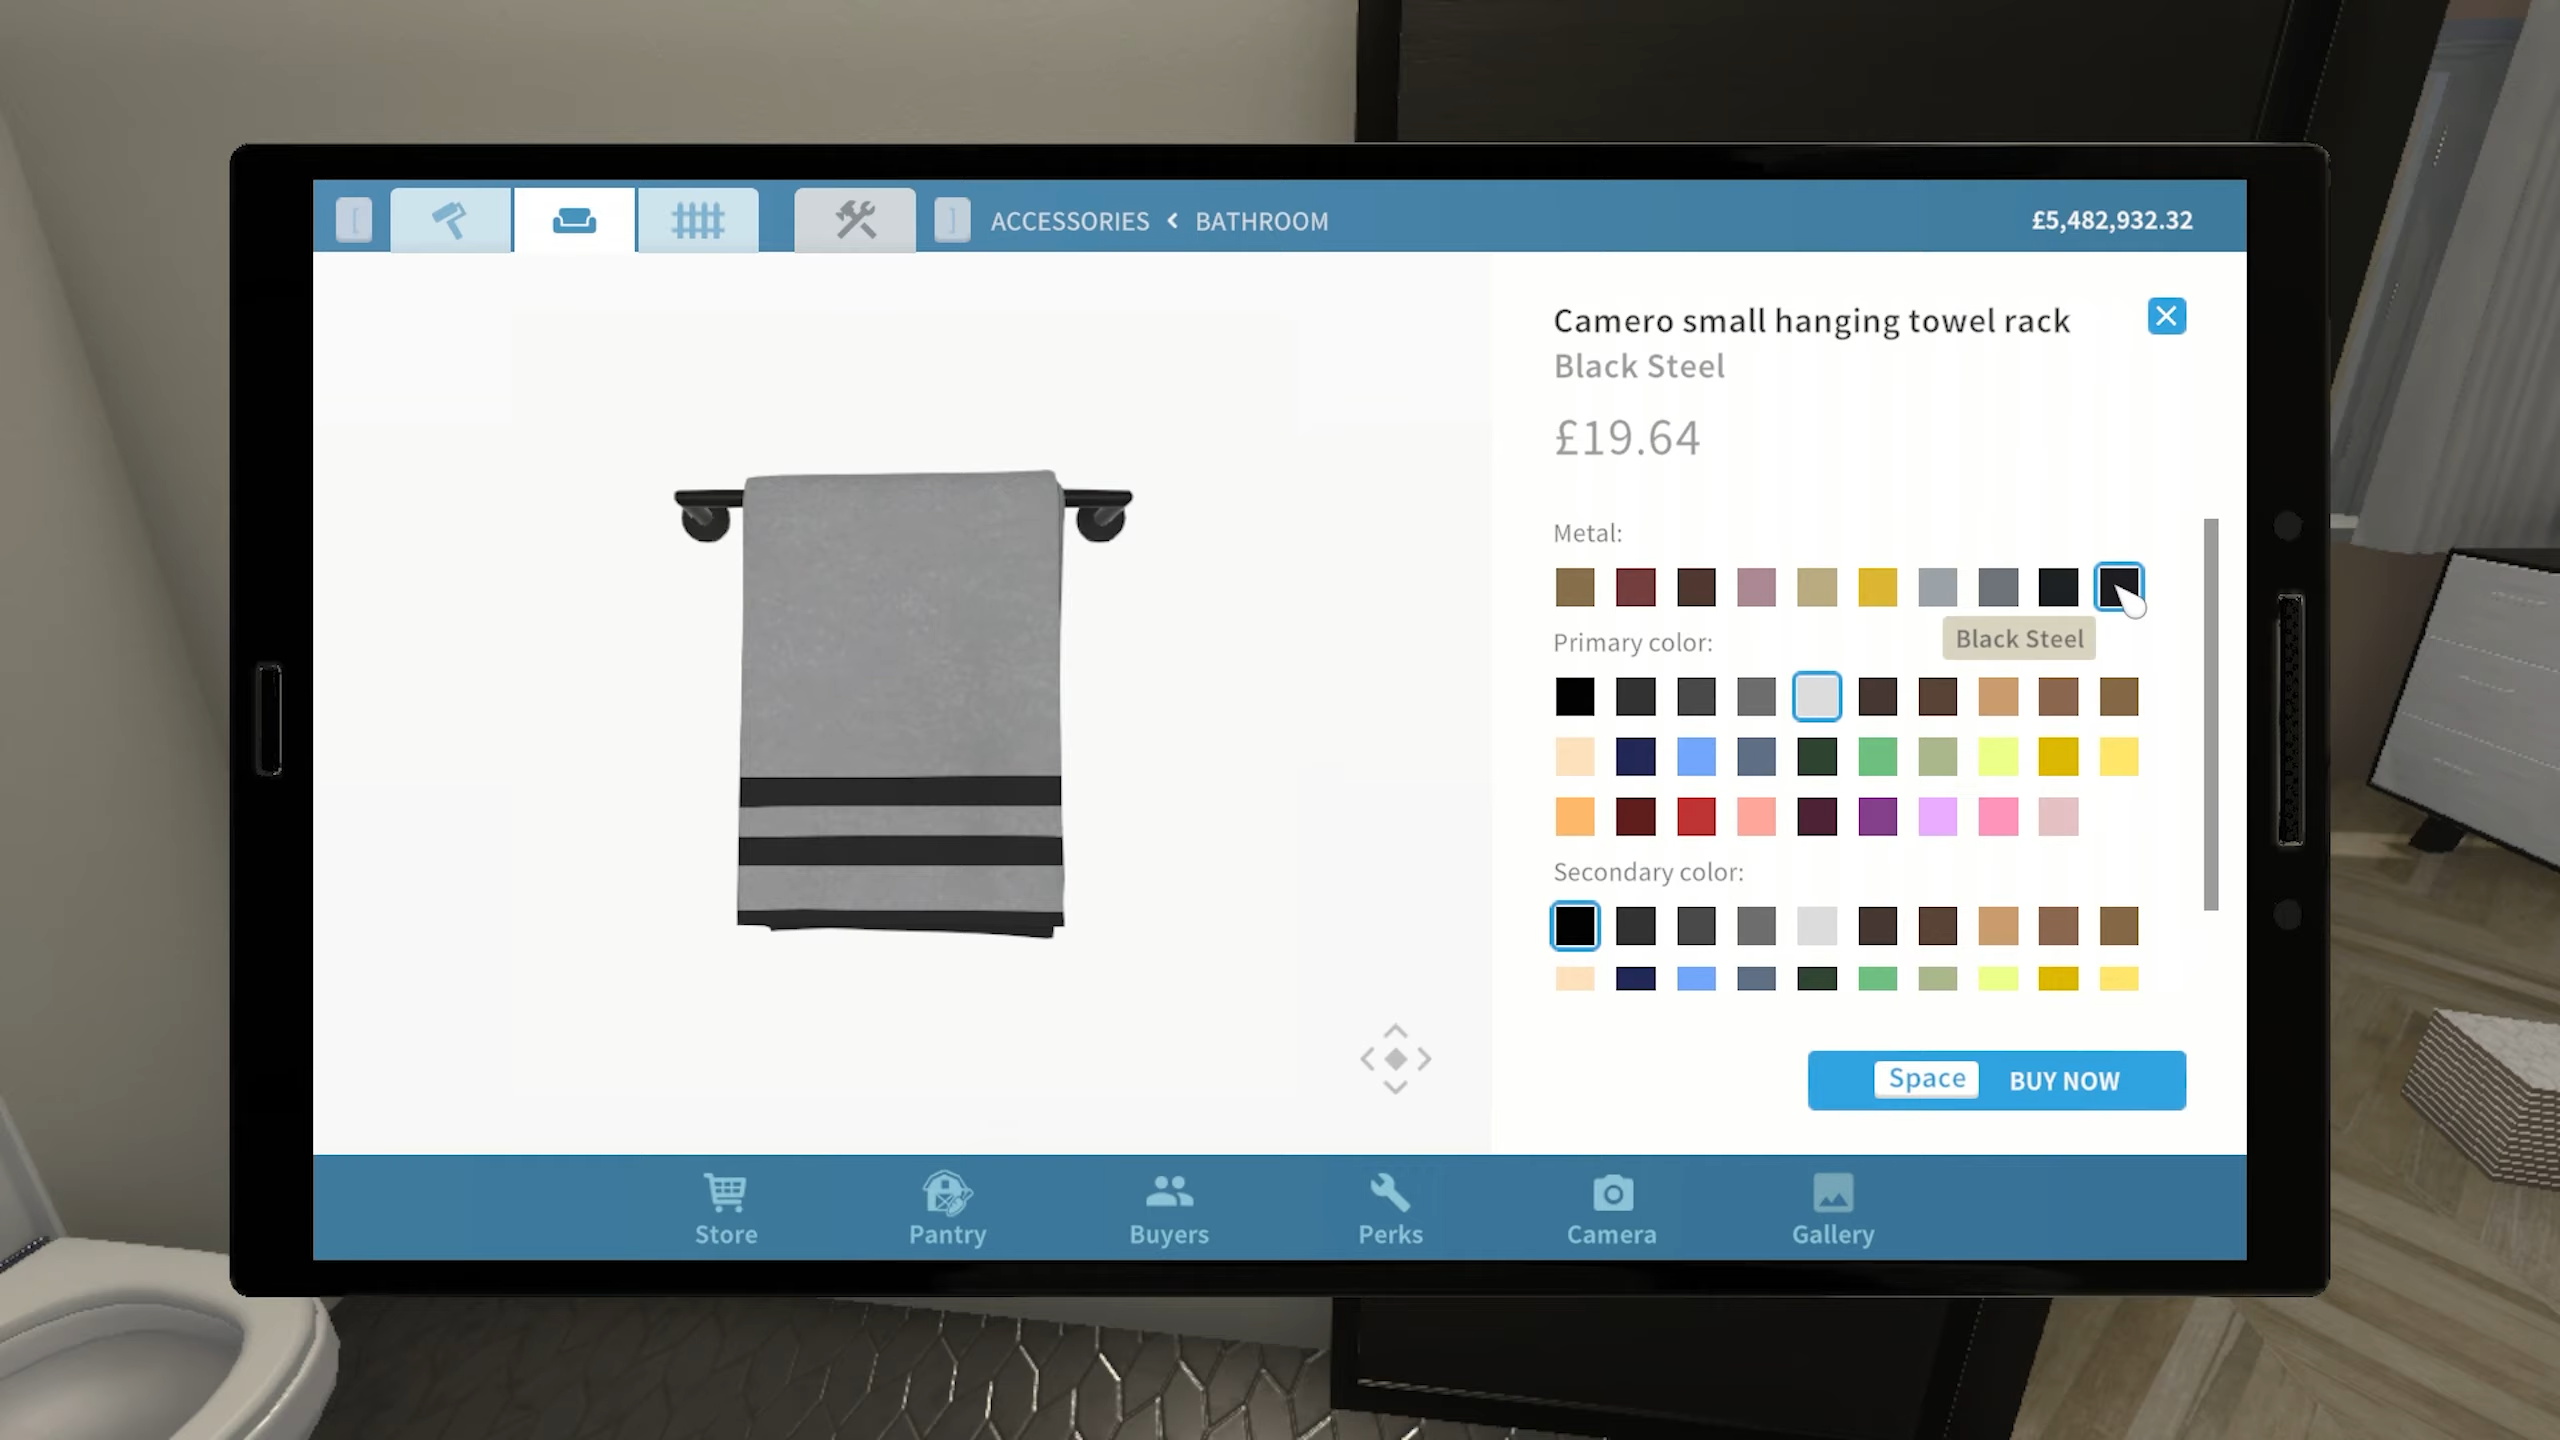 [
]
ACCESSORIES < BATHROOM
£5,482,932.32
Camero small hanging towel rack
Black Steel
£19.64
Metal:
Black Steel
Primary color:
Secondary color:
Space BUY NOW
Store
Pantry
Buyers
Perks
Camera
Gallery